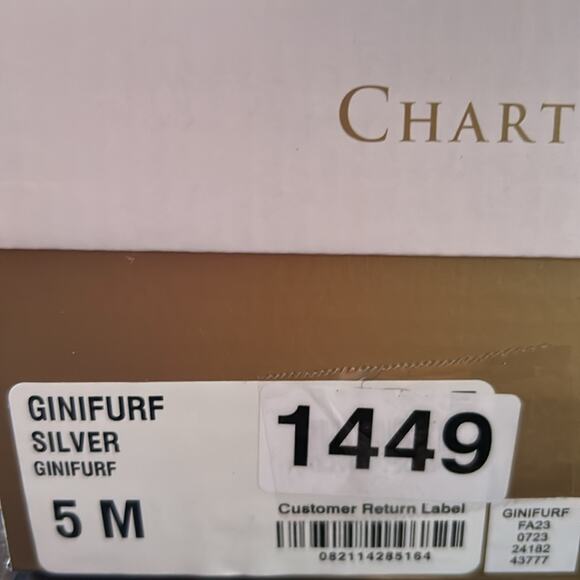 CHART
GINIFURF
SILVER
GINIFURF
5 M
1449
Customer Return Label
082114285164
GINIFURF
FA23
0723
24182
43777